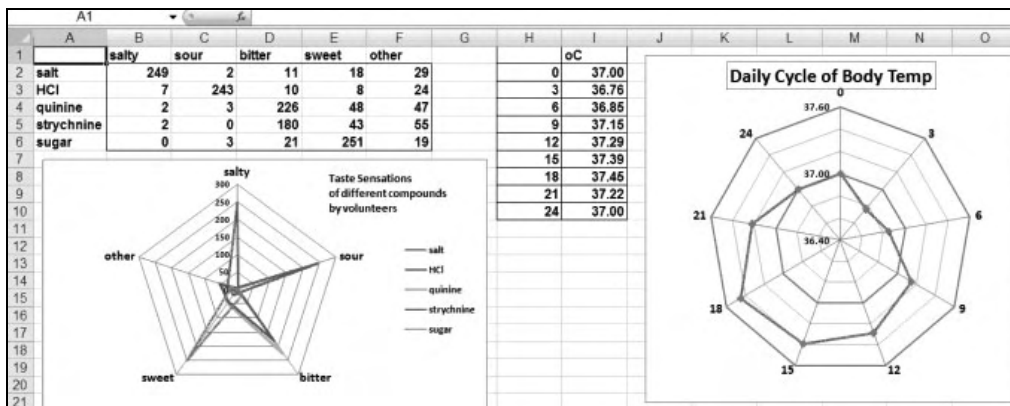 A1
A B C D E F G H I J K L M N O
1 salty sour bitter sweet other oC
2 salt 249 2 11 18 29 0 37.00
3 HCl 7 243 10 8 24 3 36.76
4 quinine 2 3 226 48 47 6 36.85
5 strychnine 2 0 180 43 55 9 37.15
6 sugar 0 3 21 251 19 12 37.29
7 15 37.39
8 18 37.45
9 21 37.22
10 24 37.00
11
12
13
14
15
16
17
18
19
20
21
salty
Taste Sensations
of different compounds
by volunteers
300
250
200
150
100
50
0
other
sour
sweet
bitter
salt
HCl
quinine
strychnine
sugar
Daily Cycle of Body Temp
0
37.60
24
3
37.00
21
6
36.40
18
9
15
12